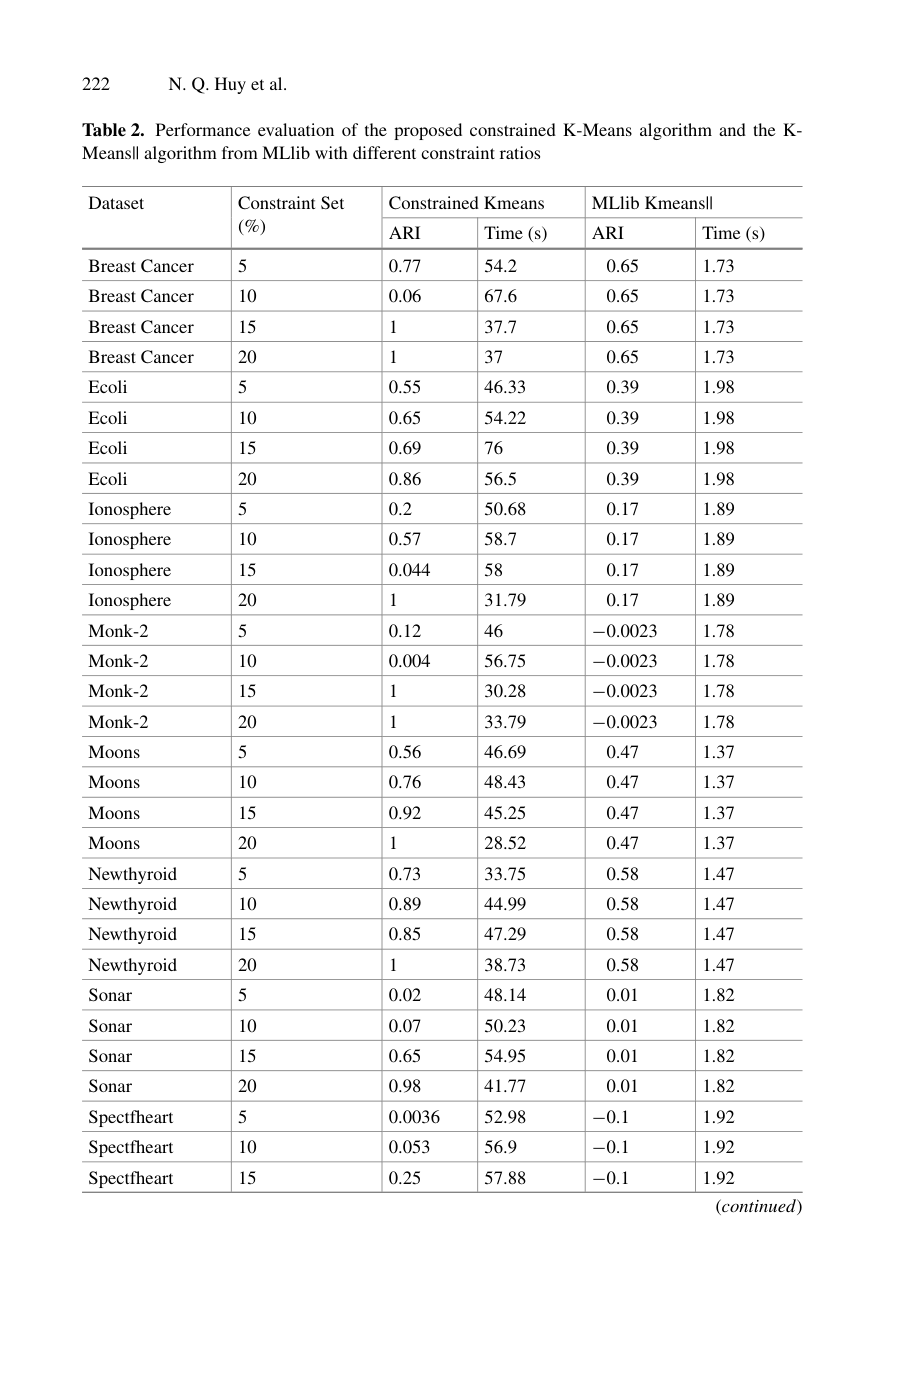 222 N. Q. Huy et al.
Table 2. Performance evaluation of the proposed constrained K-Means algorithm and the K-
Means|| algorithm from MLlib with different constraint ratios
Dataset Constraint Set Constrained Kmeans MLlib Kmeans||
(%) ARI Time (s) ARI Time (s)
Breast Cancer 5 0.77 54.2 0.65 1.73
Breast Cancer 10 0.06 67.6 0.65 1.73
Breast Cancer 15 1 37.7 0.65 1.73
Breast Cancer 20 1 37 0.65 1.73
Ecoli 5 0.55 46.33 0.39 1.98
Ecoli 10 0.65 54.22 0.39 1.98
Ecoli 15 0.69 76 0.39 1.98
Ecoli 20 0.86 56.5 0.39 1.98
Ionosphere 5 0.2 50.68 0.17 1.89
Ionosphere 10 0.57 58.7 0.17 1.89
Ionosphere 15 0.044 58 0.17 1.89
Ionosphere 20 1 31.79 0.17 1.89
Monk-2 5 0.12 46 −0.0023 1.78
Monk-2 10 0.004 56.75 −0.0023 1.78
Monk-2 15 1 30.28 −0.0023 1.78
Monk-2 20 1 33.79 −0.0023 1.78
Moons 5 0.56 46.69 0.47 1.37
Moons 10 0.76 48.43 0.47 1.37
Moons 15 0.92 45.25 0.47 1.37
Moons 20 1 28.52 0.47 1.37
Newthyroid 5 0.73 33.75 0.58 1.47
Newthyroid 10 0.89 44.99 0.58 1.47
Newthyroid 15 0.85 47.29 0.58 1.47
Newthyroid 20 1 38.73 0.58 1.47
Sonar 5 0.02 48.14 0.01 1.82
Sonar 10 0.07 50.23 0.01 1.82
Sonar 15 0.65 54.95 0.01 1.82
Sonar 20 0.98 41.77 0.01 1.82
Spectfheart 5 0.0036 52.98 −0.1 1.92
Spectfheart 10 0.053 56.9 −0.1 1.92
Spectfheart 15 0.25 57.88 −0.1 1.92
(continued)